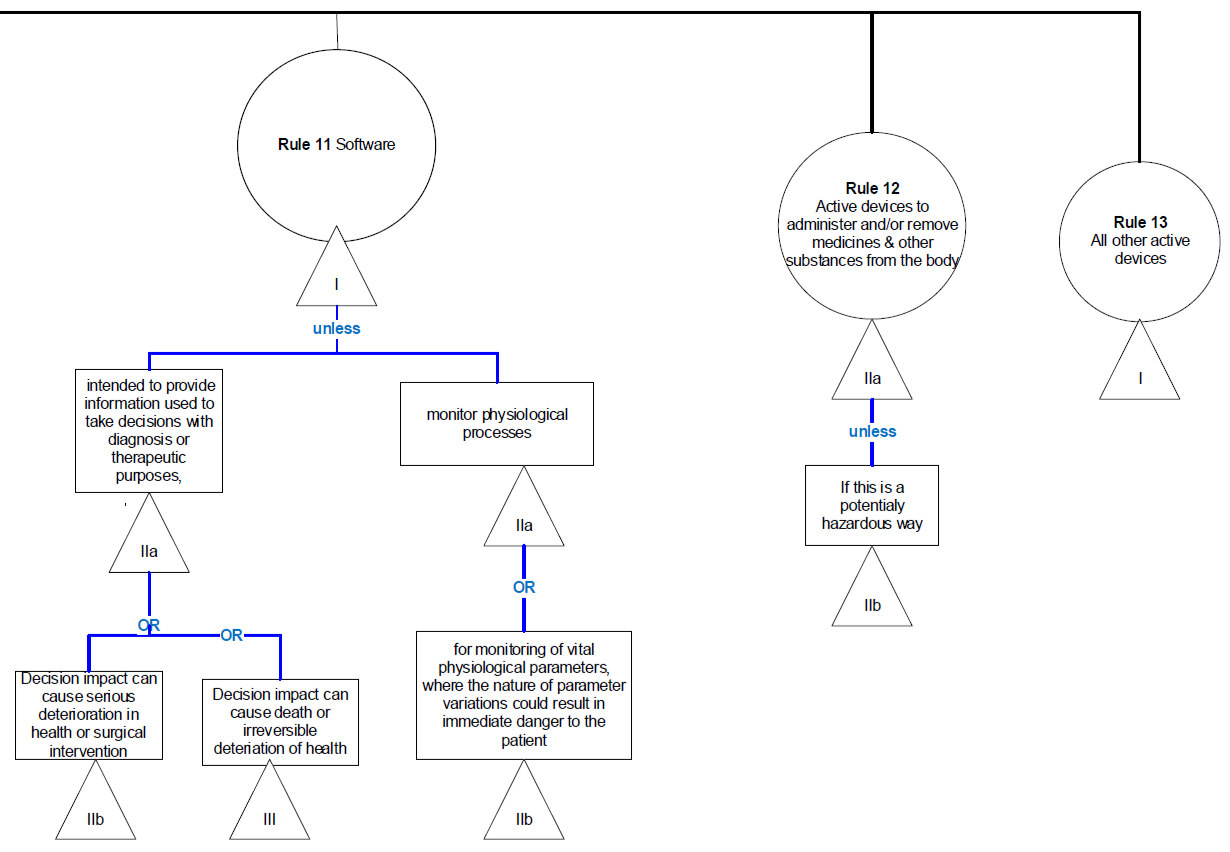 Rule 11 Software
I
unless
intended to provide
information used to
take decisions with
diagnosis or
therapeutic
purposes,
IIa
OR
OR
Decision impact can
cause serious
deterioration in
health or surgical
intervention
IIb
Decision impact can
cause death or
irreversible
deteriation of health
III
monitor physiological
processes
IIa
OR
for monitoring of vital
physiological parameters,
where the nature of parameter
variations could result in
immediate danger to the
patient
IIb
Rule 12
Active devices to
administer and/or remove
medicines & other
substances from the body
IIa
unless
If this is a
potentialy
hazardous way
IIb
Rule 13
All other active
devices
I